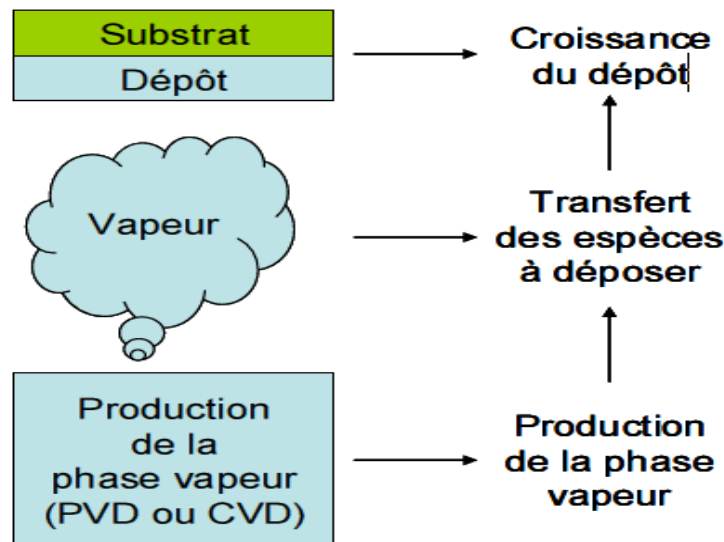 Substrat
Dépôt
Croissance
du dépôt
Vapeur
Transfert
des espèces
à déposer
Production
de la
phase vapeur
(PVD ou CVD)
Production
de la phase
vapeur